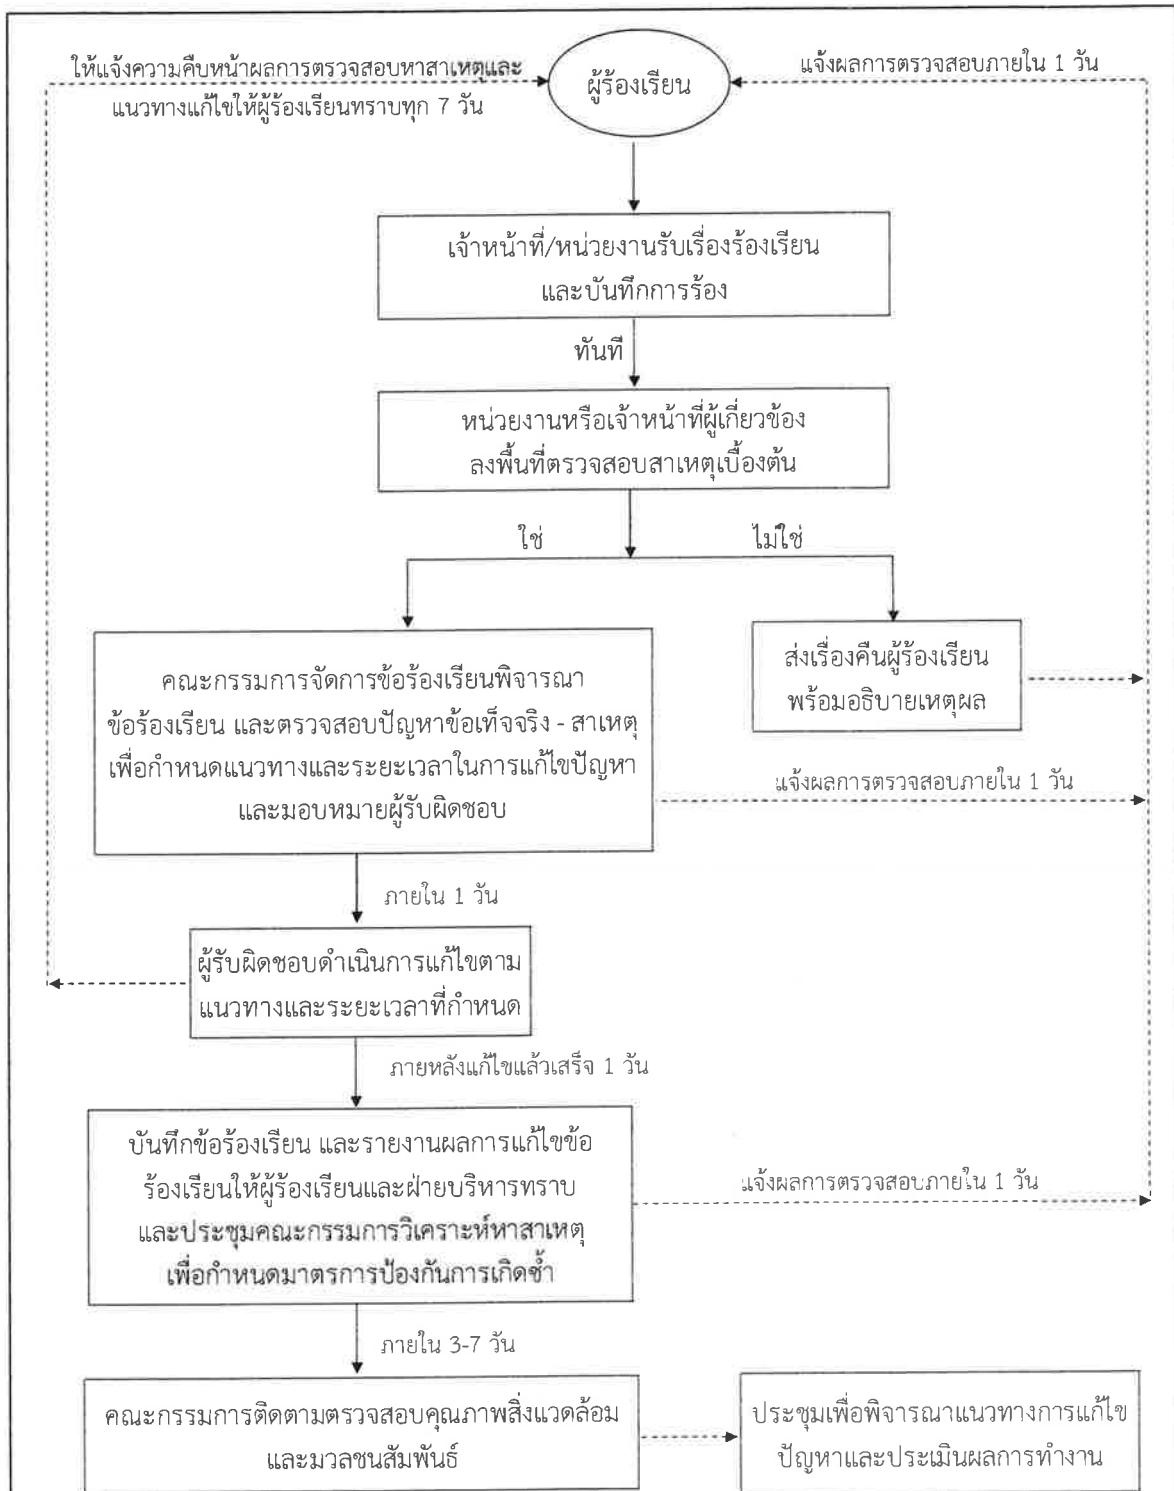 ให้แจ้งความคืบหน้าผลการตรวจสอบหาสาเหตุและ
แนวทางแก้ไขให้ผู้ร้องเรียนทราบทุก 7 วัน
ผู้ร้องเรียน
แจ้งผลการตรวจสอบภายใน 1 วัน
เจ้าหน้าที่/หน่วยงานรับเรื่องร้องเรียน
และบันทึกการร้อง
ทันที
หน่วยงานหรือเจ้าหน้าที่ผู้เกี่ยวข้อง
ลงพื้นที่ตรวจสอบสาเหตุเบื้องต้น
ใช่
ไม่ใช่
คณะกรรมการจัดการข้อร้องเรียนพิจารณา
ข้อร้องเรียน และตรวจสอบปัญหาข้อเท็จจริง - สาเหตุ
เพื่อกำหนดแนวทางและระยะเวลาในการแก้ไขปัญหา
และมอบหมายผู้รับผิดชอบ
ส่งเรื่องคืนผู้ร้องเรียน
พร้อมอธิบายเหตุผล
แจ้งผลการตรวจสอบภายใน 1 วัน
ภายใน 1 วัน
ผู้รับผิดชอบดำเนินการแก้ไขตาม
แนวทางและระยะเวลาที่กำหนด
ภายหลังแก้ไขแล้วเสร็จ 1 วัน
บันทึกข้อร้องเรียน และรายงานผลการแก้ไขข้อ
ร้องเรียนให้ผู้ร้องเรียนและฝ่ายบริหารทราบ
และประชุมคณะกรรมการวิเคราะห์หาสาเหตุ
เพื่อกำหนดมาตรการป้องกันการเกิดซ้ำ
แจ้งผลการตรวจสอบภายใน 1 วัน
ภายใน 3-7 วัน
คณะกรรมการติดตามตรวจสอบคุณภาพสิ่งแวดล้อม
และมวลชนสัมพันธ์
ประชุมเพื่อพิจารณาแนวทางการแก้ไข
ปัญหาและประเมินผลการทำงาน